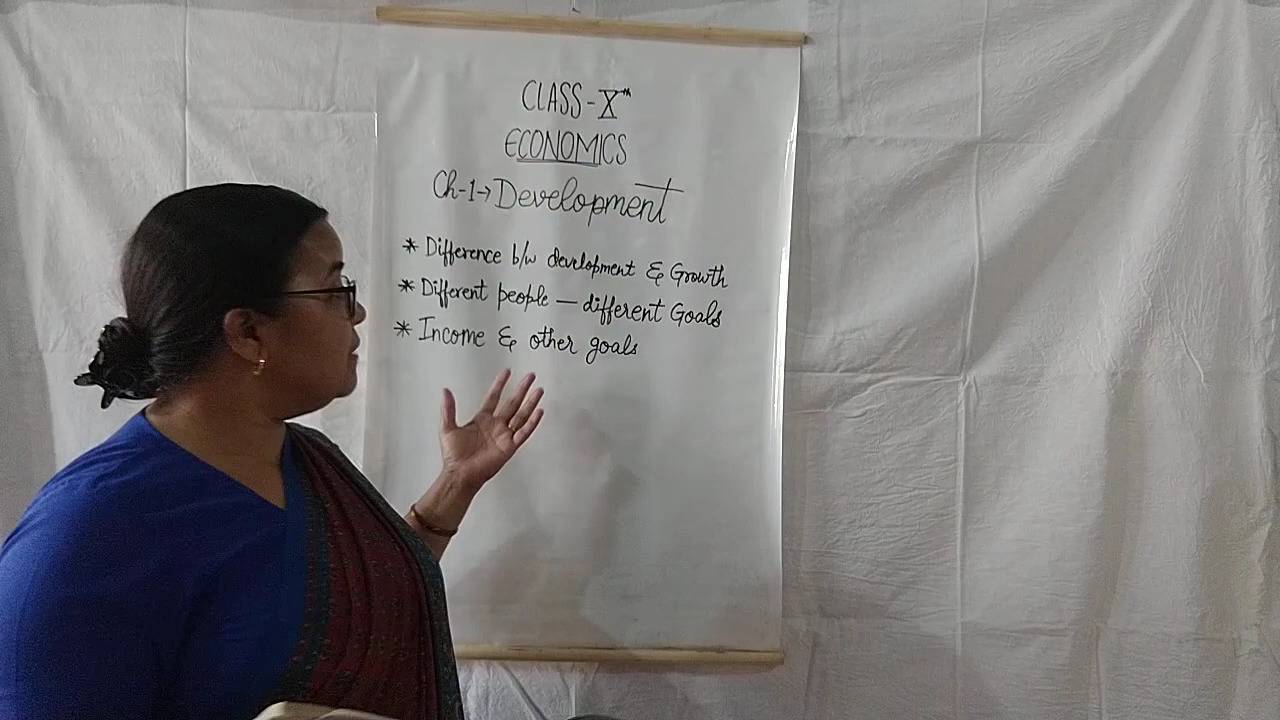 CLASS-Xth
ECONOMICS
Ch-1→Development
* Difference b/w development & Growth
* Different people — different Goals
* Income & other goals